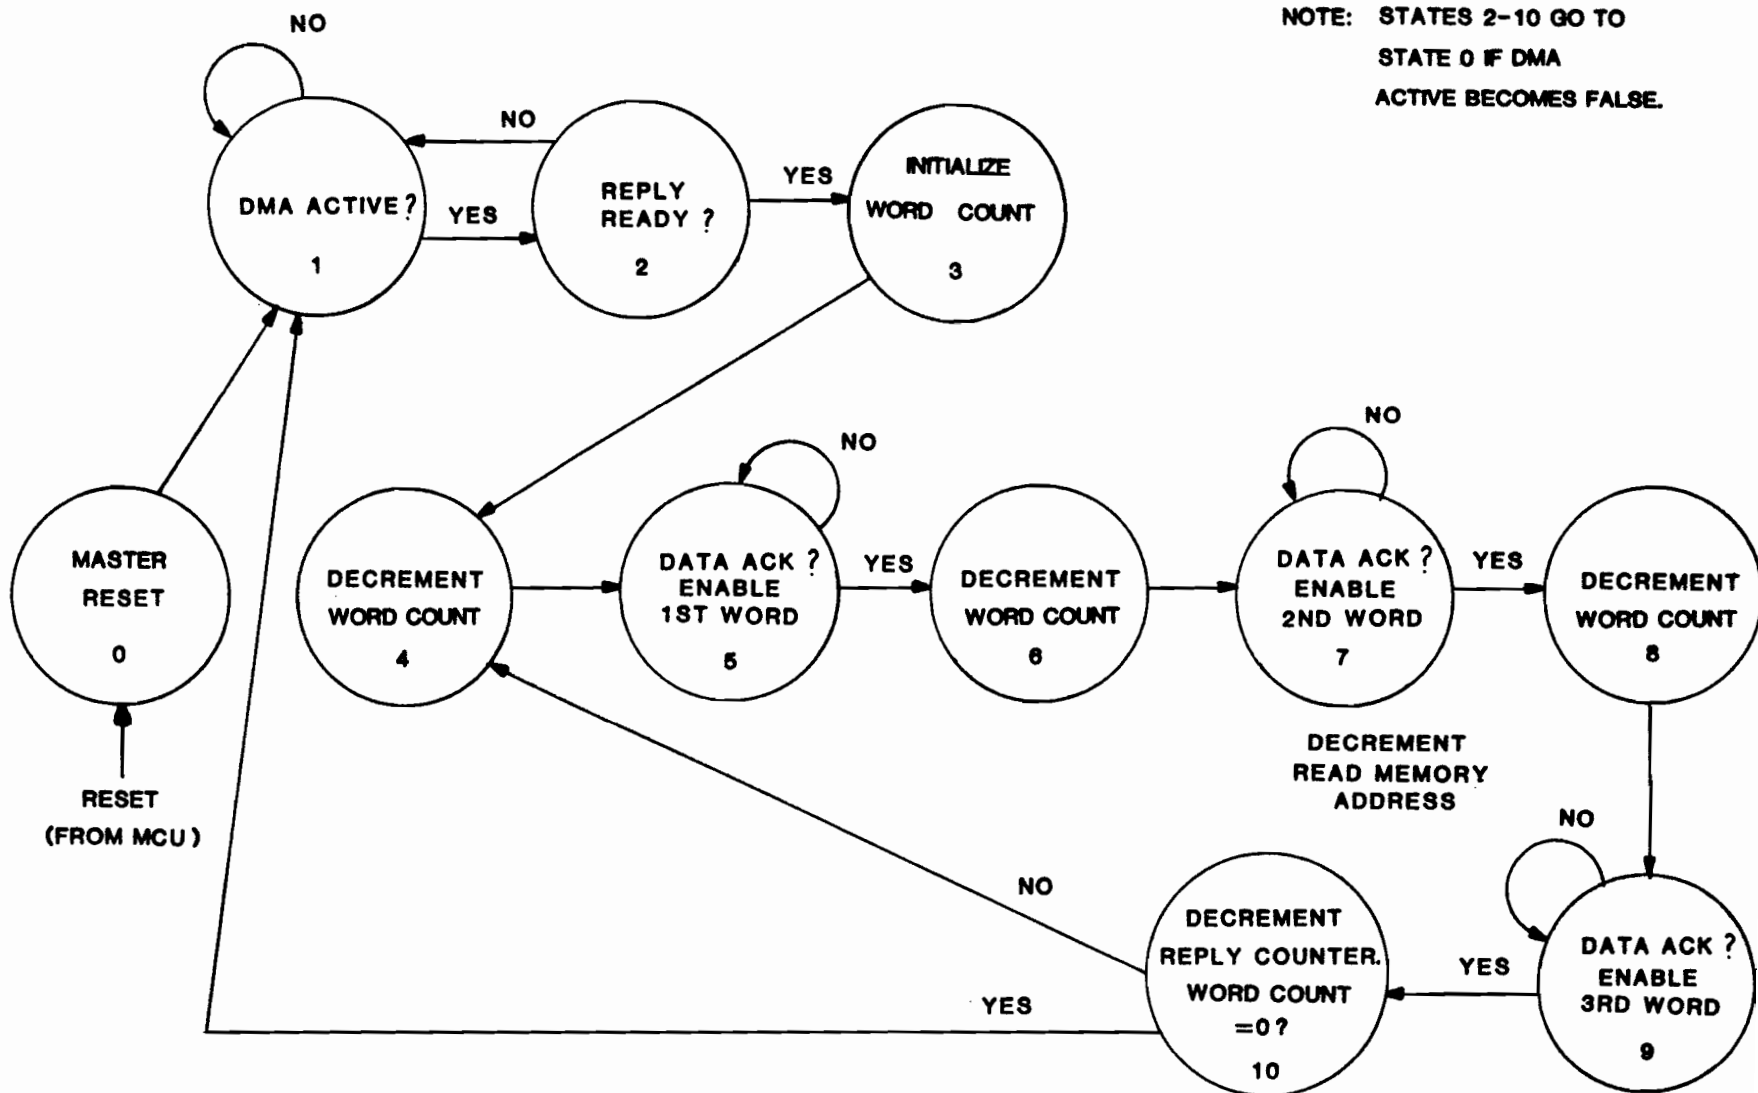 NOTE: STATES 2-10 GO TO
STATE 0 IF DMA
ACTIVE BECOMES FALSE.
NO
DMA ACTIVE?
1
YES
NO
REPLY
READY ?
2
YES
INITIALIZE
WORD COUNT
3
MASTER
RESET
0
RESET
(FROM MCU)
DECREMENT
WORD COUNT
4
NO
DATA ACK ?
ENABLE
1ST WORD
5
YES
DECREMENT
WORD COUNT
6
NO
DATA ACK ?
ENABLE
2ND WORD
7
DECREMENT
READ MEMORY
ADDRESS
YES
DECREMENT
WORD COUNT
8
NO
DATA ACK ?
ENABLE
3RD WORD
9
YES
DECREMENT
REPLY COUNTER.
WORD COUNT
=0?
10
NO
YES